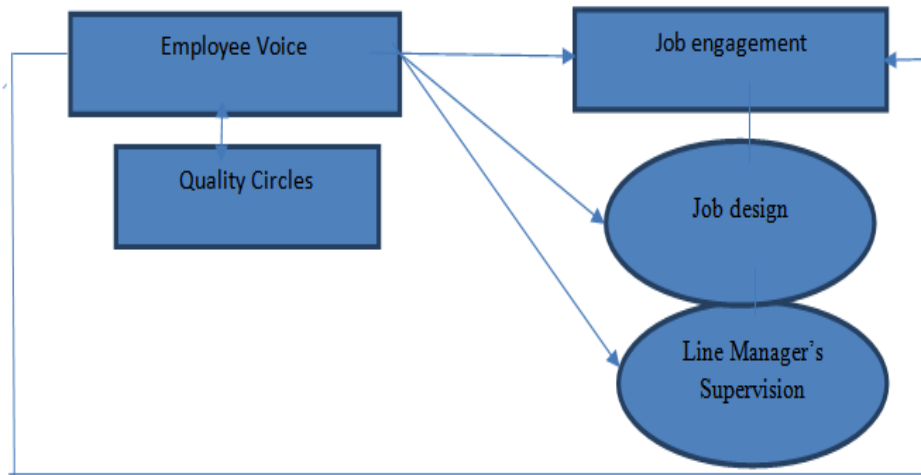 Employee Voice
Job engagement
Quality Circles
Job design
Line Manager’s
Supervision